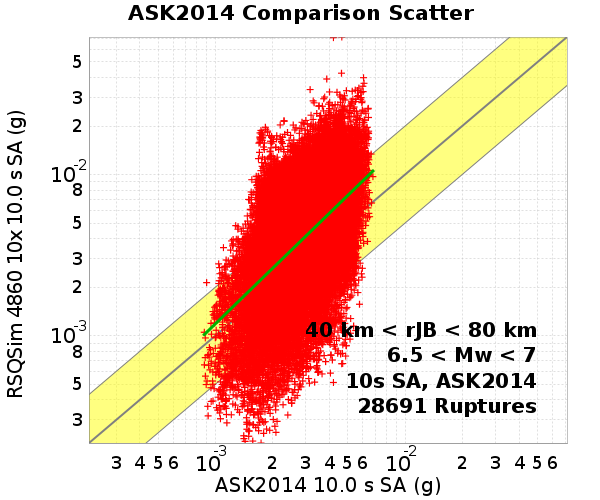 ASK2014 Comparison Scatter
RSQSim 4860 10x 10.0 s SA (g)
5
3
2
10-2
8
5
3
2
10-3
8
5
3
40 km < rJB < 80 km
6.5 < Mw < 7
10s SA, ASK2014
28691 Ruptures
3 4 5 6 10-3 2 3 4 5 6 10-2 2 3 4 5 6
ASK2014 10.0 s SA (g)